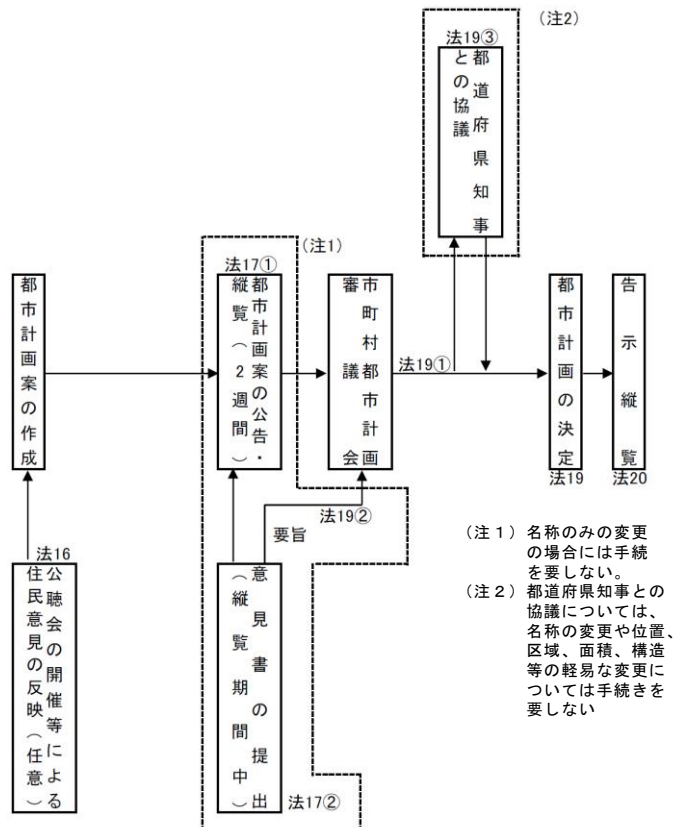 （注2）
法19③
都道府県知事
との協議
（注1）
法17①
都市計画案の作成
都市計画案の公告・
縦覧（2週間）
市町村都市計画
審議会
法19①
都市計画の決定
法19
告示縦覧
法20
法19②
要旨
法16
公聴会の開催等による
住民意見の反映（任意）
意見書の提出
（縦覧期間中）
法17②
（注１）名称のみの変更
の場合には手続
を要しない。
（注２）都道府県知事との
協議については、
名称の変更や位置、
区域、面積、構造
等の軽易な変更に
ついては手続きを
要しない